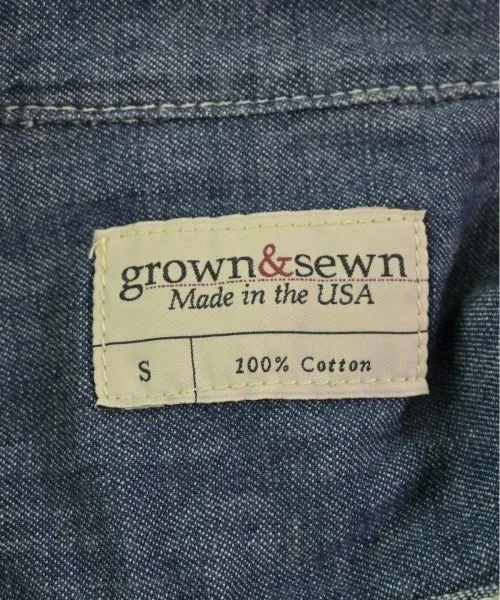 grown&sewn
Made in the USA
S
100% Cotton